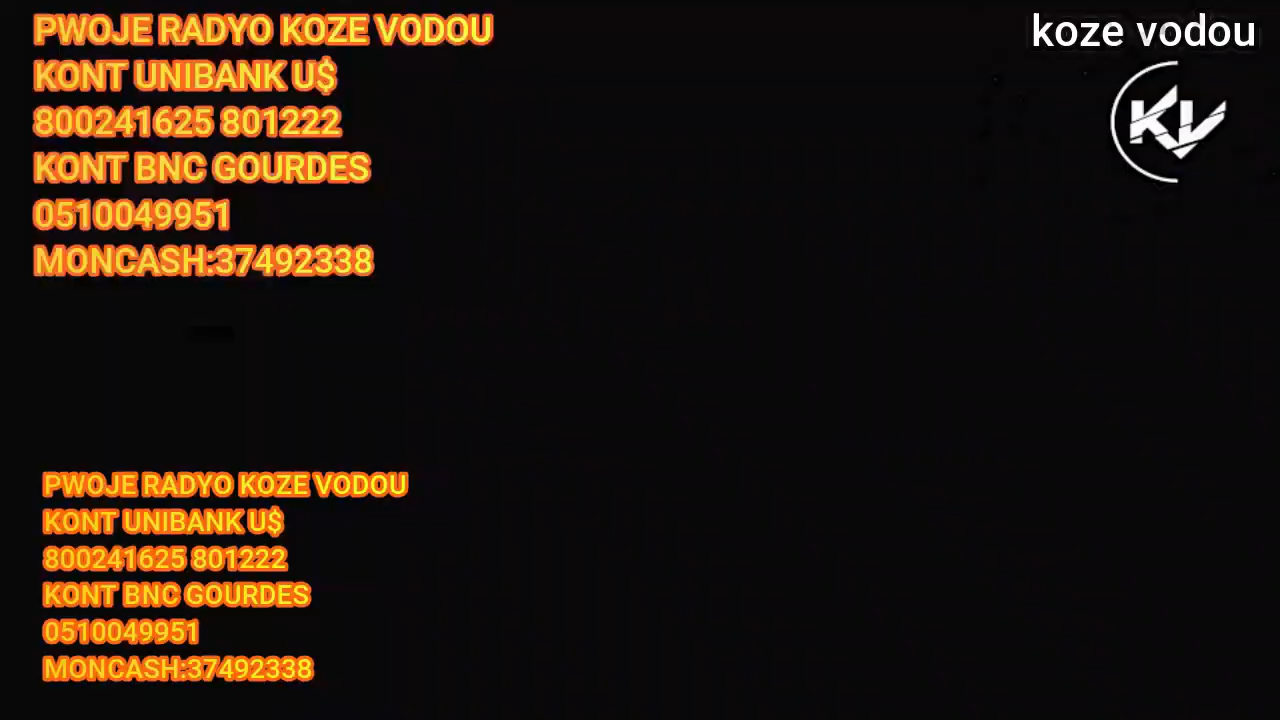 PWOJE RADYO KOZE VODOU
KONT UNIBANK U$
800241625 801222
KONT BNC GOURDES
0510049951
MONCASH:37492338
koze vodou
KV
PWOJE RADYO KOZE VODOU
KONT UNIBANK U$
800241625 801222
KONT BNC GOURDES
0510049951
MONCASH:37492338